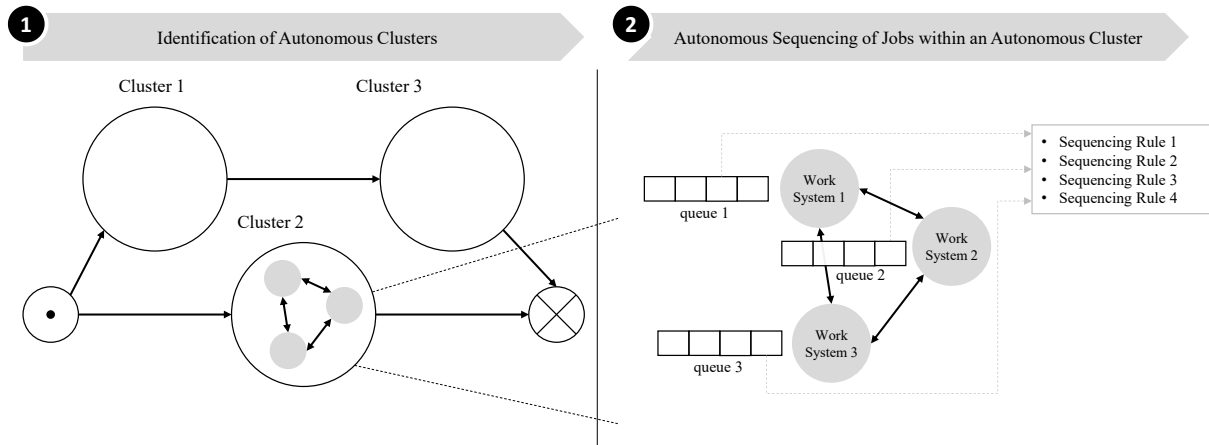 1
Identification of Autonomous Clusters
2
Autonomous Sequencing of Jobs within an Autonomous Cluster
Cluster 1
Cluster 3
Cluster 2
queue 1
Work
System 1
queue 2
Work
System 2
queue 3
Work
System 3
• Sequencing Rule 1
• Sequencing Rule 2
• Sequencing Rule 3
• Sequencing Rule 4